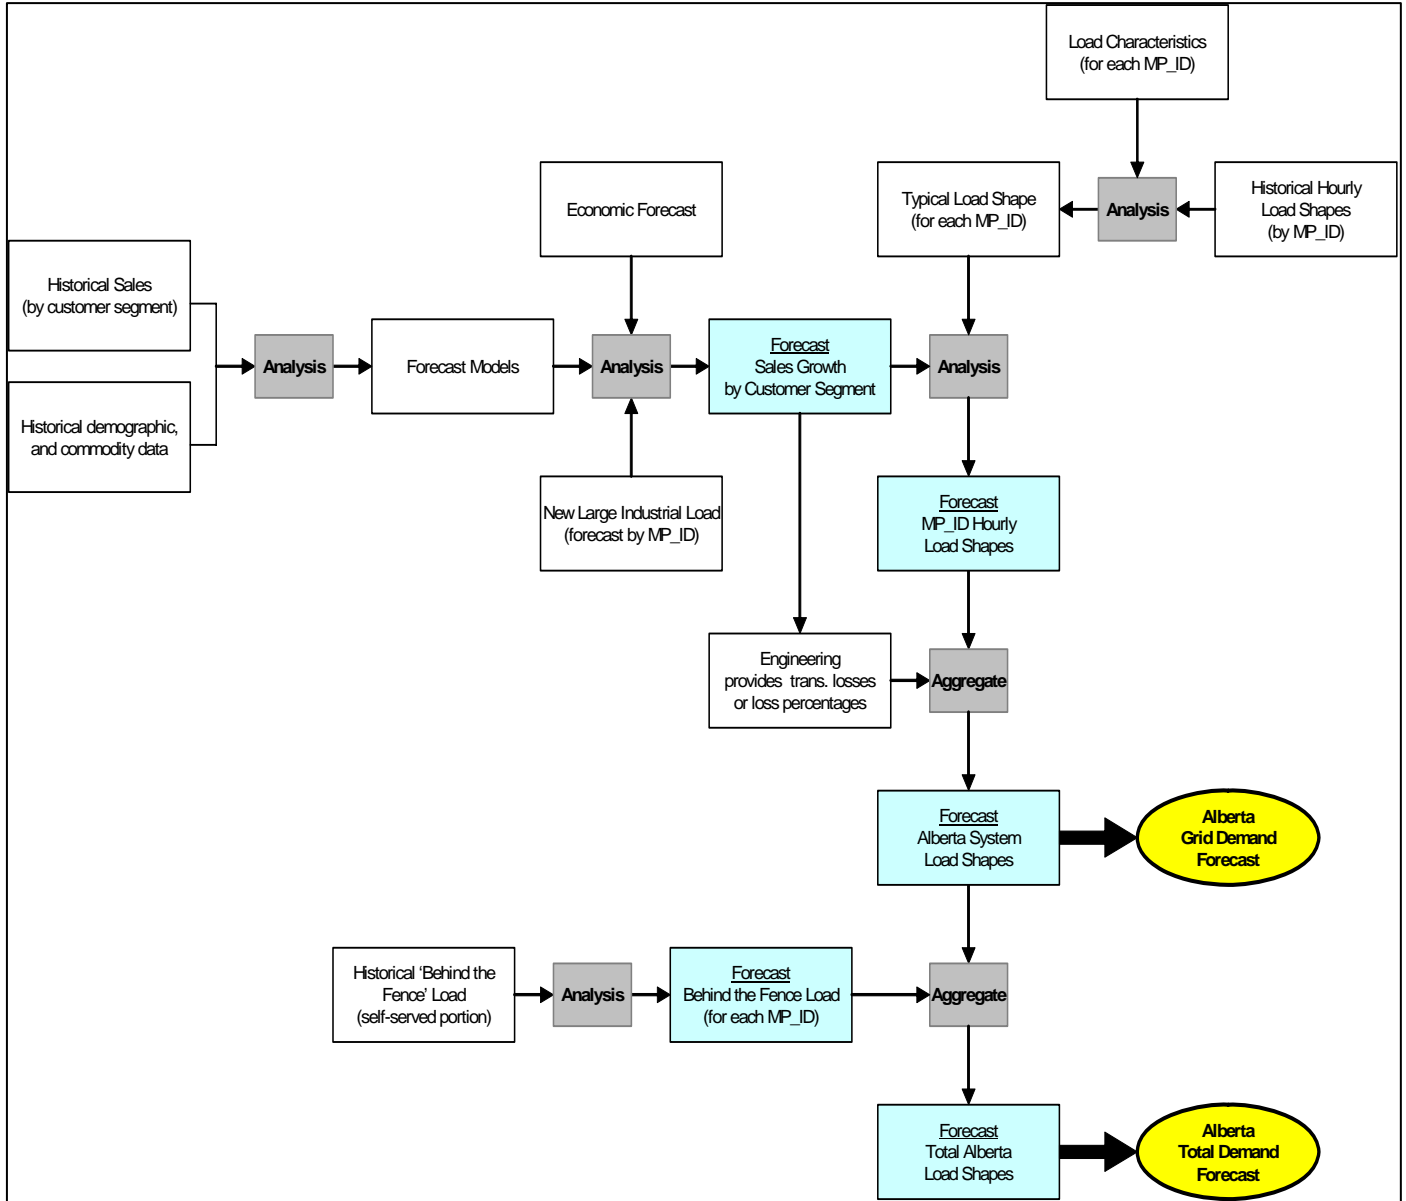 Load Characteristics
(for each MP_ID)
Economic Forecast
Typical Load Shape
(for each MP_ID)
Analysis
Historical Hourly
Load Shapes
(by MP_ID)
Historical Sales
(by customer segment)
Historical demographic,
and commodity data
Analysis
Forecast Models
Analysis
Forecast
Sales Growth
by Customer Segment
Analysis
New Large Industrial Load
(forecast by MP_ID)
Forecast
MP_ID Hourly
Load Shapes
Engineering
provides trans. losses
or loss percentages
Aggregate
Forecast
Alberta System
Load Shapes
Alberta
Grid Demand
Forecast
Historical ‘Behind the
Fence’ Load
(self-served portion)
Analysis
Forecast
Behind the Fence Load
(for each MP_ID)
Aggregate
Forecast
Total Alberta
Load Shapes
Alberta
Total Demand
Forecast